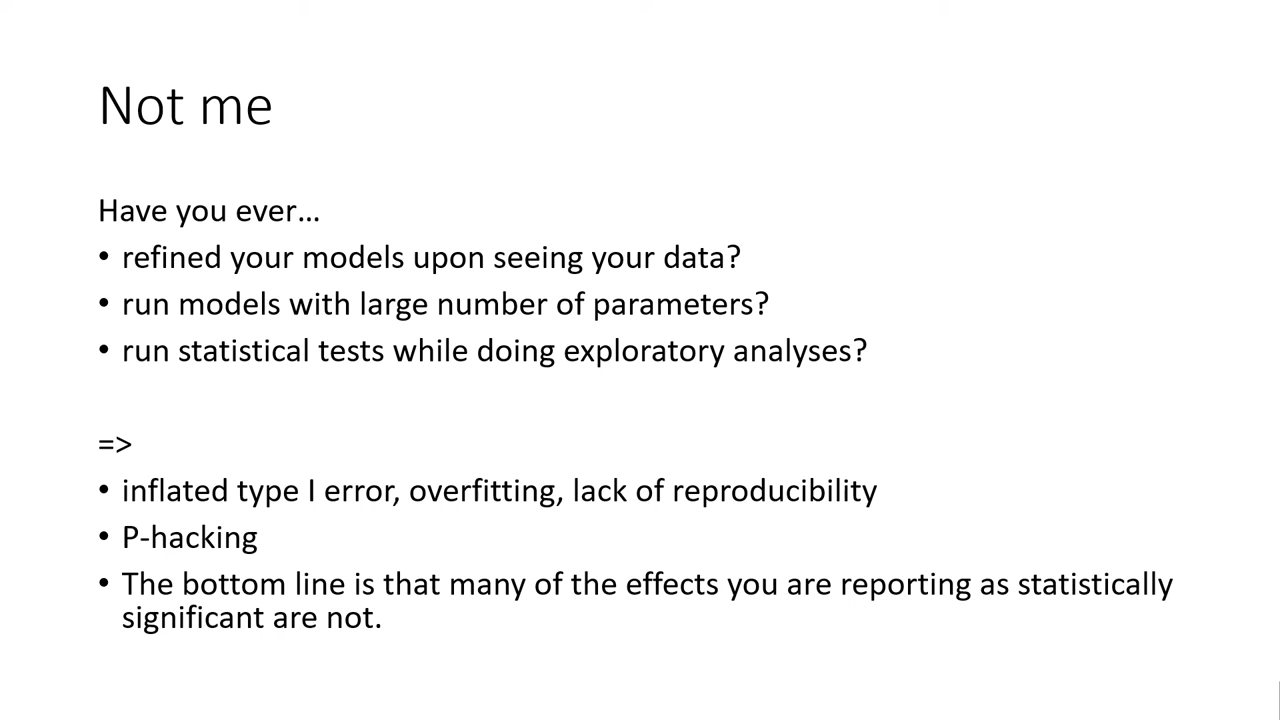 Not me
Have you ever…
• refined your models upon seeing your data?
• run models with large number of parameters?
• run statistical tests while doing exploratory analyses?
=>
• inflated type I error, overfitting, lack of reproducibility
• P-hacking
• The bottom line is that many of the effects you are reporting as statistically
significant are not.